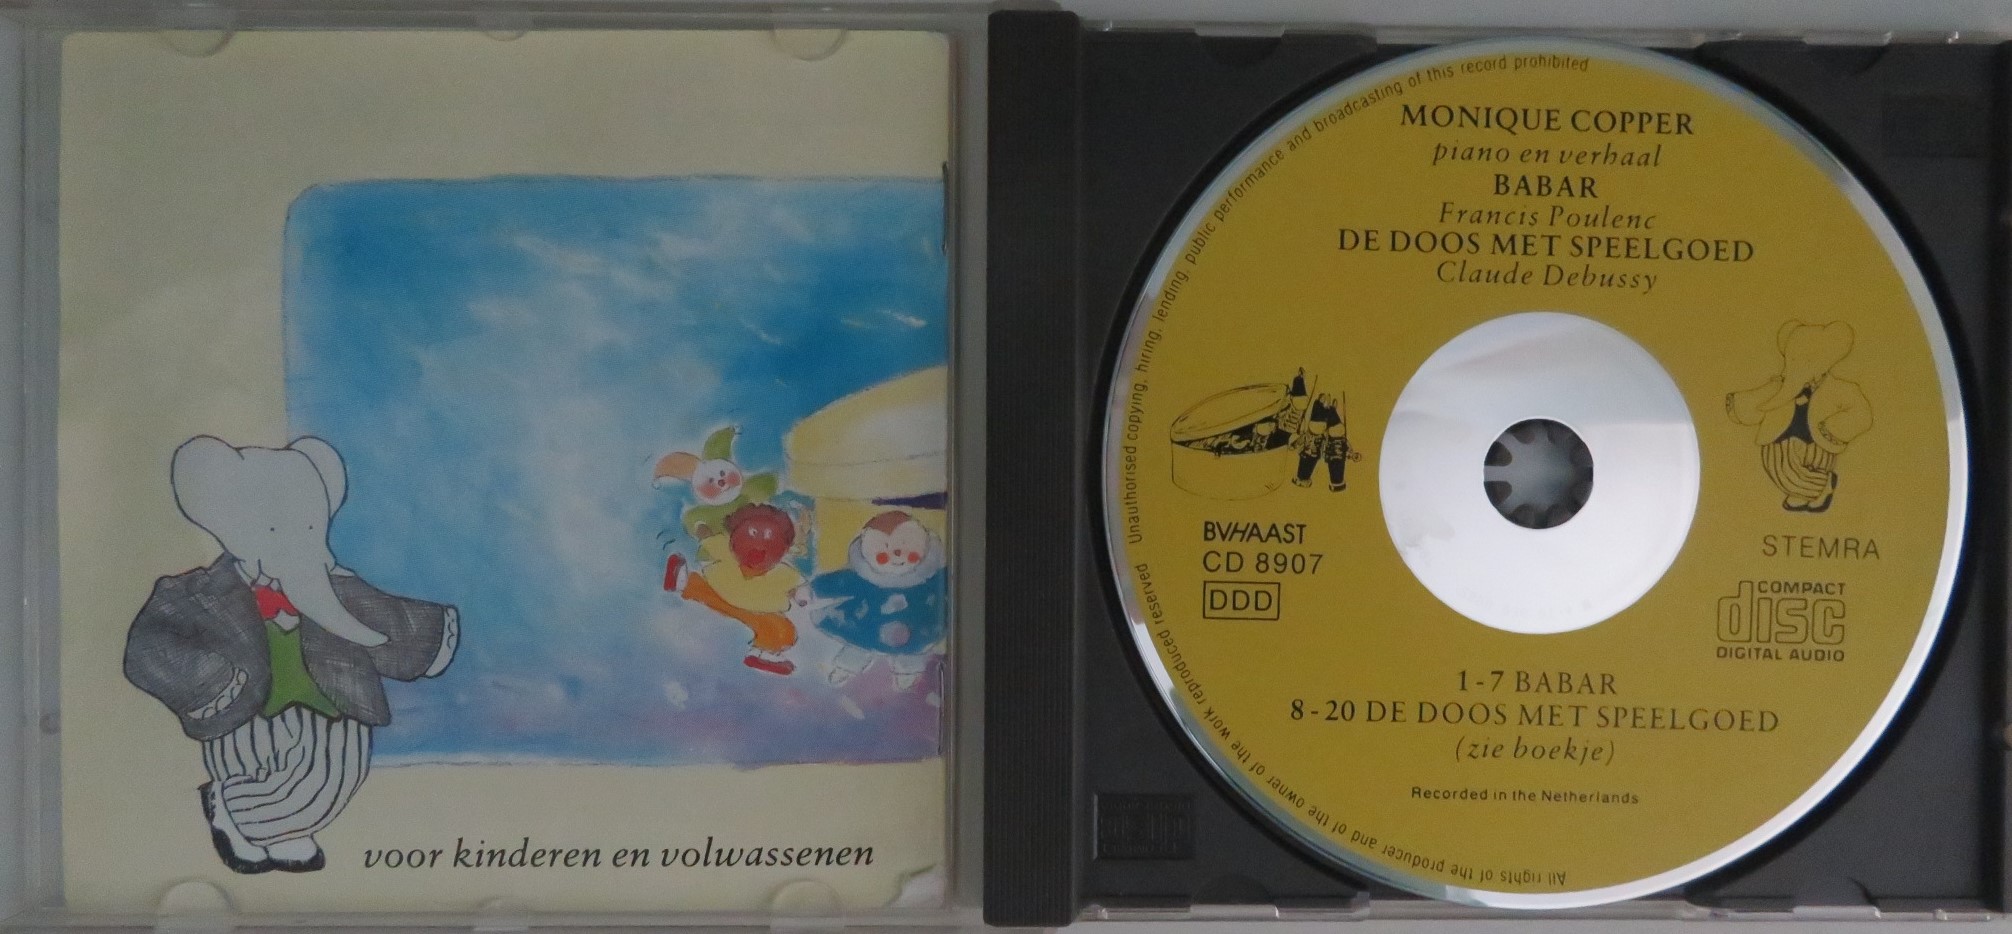 voor kinderen en volwassenen
MONIQUE COPPER
piano en verhaal
BABAR
Francis Poulenc
DE DOOS MET SPEELGOED
Claude Debussy
BVHAAST
CD 8907
DDD
STEMRA
COMPACT
disc
DIGITAL AUDIO
1-7 BABAR
8-20 DE DOOS MET SPEELGOED
(zie boekje)
Recorded in the Netherlands
All rights of the producer and of the owner of the work reproduced reserved Unauthorised copying, hiring, lending, public performance and broadcasting of this record prohibited